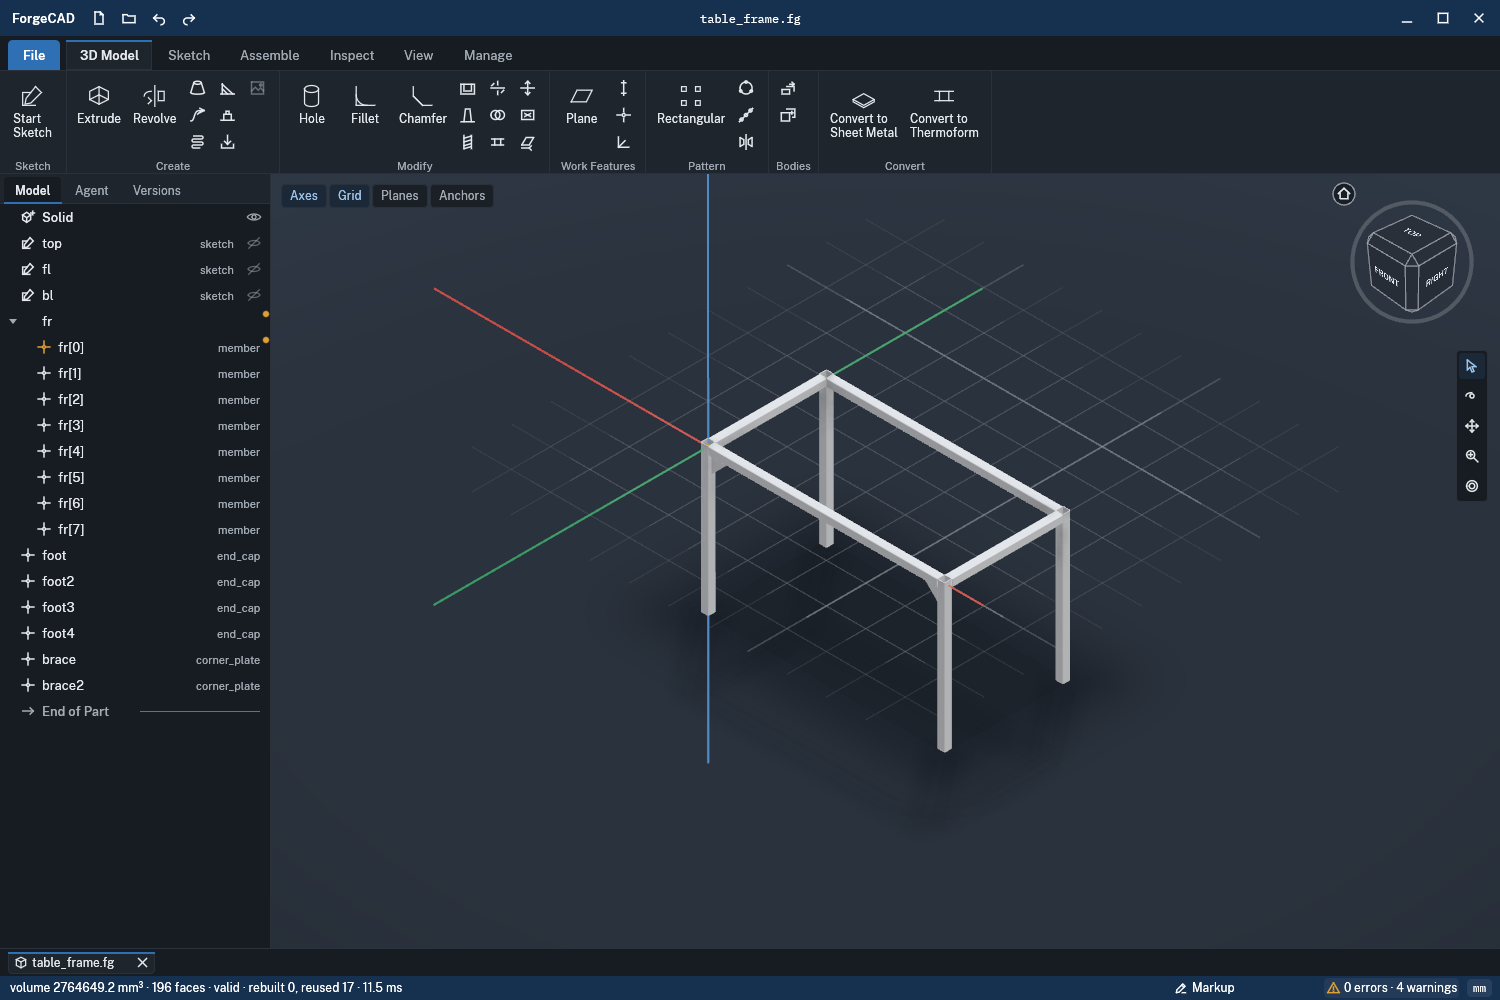 ForgeCAD
table_frame.fg
File
3D Model
Sketch
Assemble
Inspect
View
Manage
Start Sketch
Extrude
Revolve
Hole
Fillet
Chamfer
Plane
Rectangular
Convert to Sheet Metal
Convert to Thermoform
Sketch
Create
Modify
Work Features
Pattern
Bodies
Convert
Model
Agent
Versions
Axes
Grid
Planes
Anchors
Solid
top sketch
fl sketch
bl sketch
fr
fr[0] member
fr[1] member
fr[2] member
fr[3] member
fr[4] member
fr[5] member
fr[6] member
fr[7] member
foot end_cap
foot2 end_cap
foot3 end_cap
foot4 end_cap
brace corner_plate
brace2 corner_plate
End of Part
TOP
FRONT
RIGHT
table_frame.fg
volume 2764649.2 mm³ · 196 faces · valid · rebuilt 0, reused 17 · 11.5 ms
Markup
0 errors · 4 warnings
mm